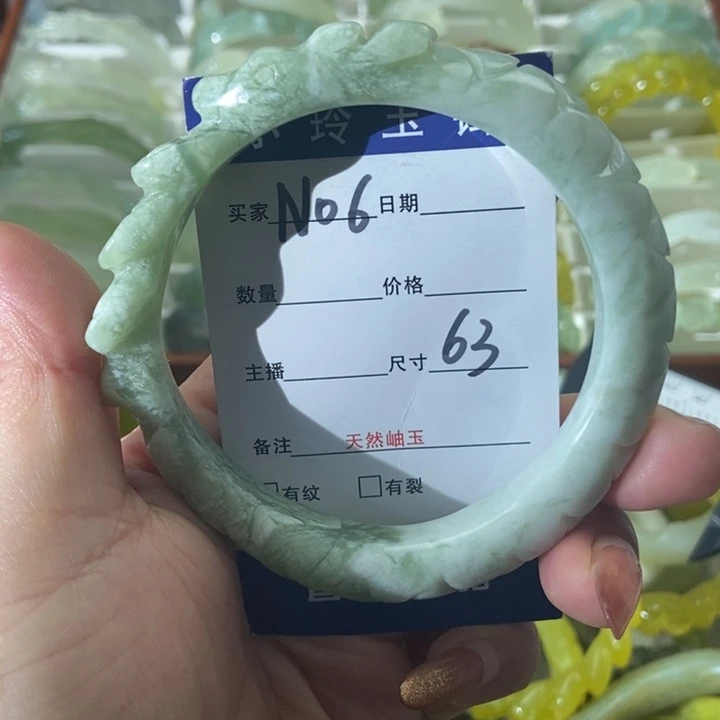 玲玉
买家 No6 日期
数量 价格
主播 尺寸 63
备注 天然岫玉
有纹 □有裂